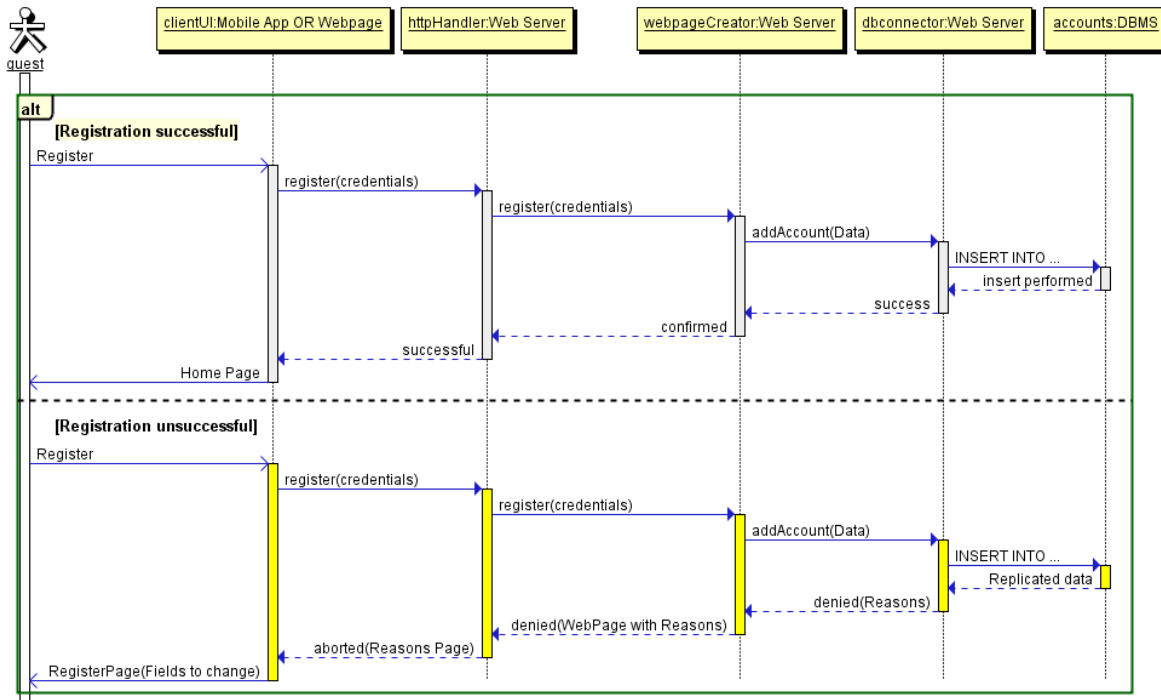 clientUI:Mobile App OR Webpage
httpHandler:Web Server
webpageCreator:Web Server
dbconnector:Web Server
accounts:DBMS
guest
alt
[Registration successful]
Register
register(credentials)
register(credentials)
addAccount(Data)
INSERT INTO ...
insert performed
success
confirmed
successful
Home Page
[Registration unsuccessful]
Register
register(credentials)
register(credentials)
addAccount(Data)
INSERT INTO ...
Replicated data
denied(Reasons)
denied(WebPage with Reasons)
aborted(Reasons Page)
RegisterPage(Fields to change)